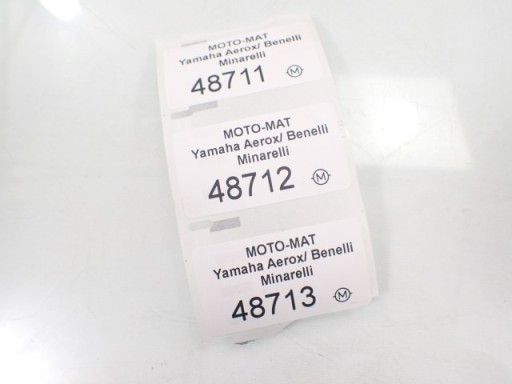 MOTO-MAT
Yamaha Aerox/ Benelli
Minarelli
48711 M
MOTO-MAT
Yamaha Aerox/ Benelli
Minarelli
48712 M
MOTO-MAT
Yamaha Aerox/ Benelli
Minarelli
48713 M